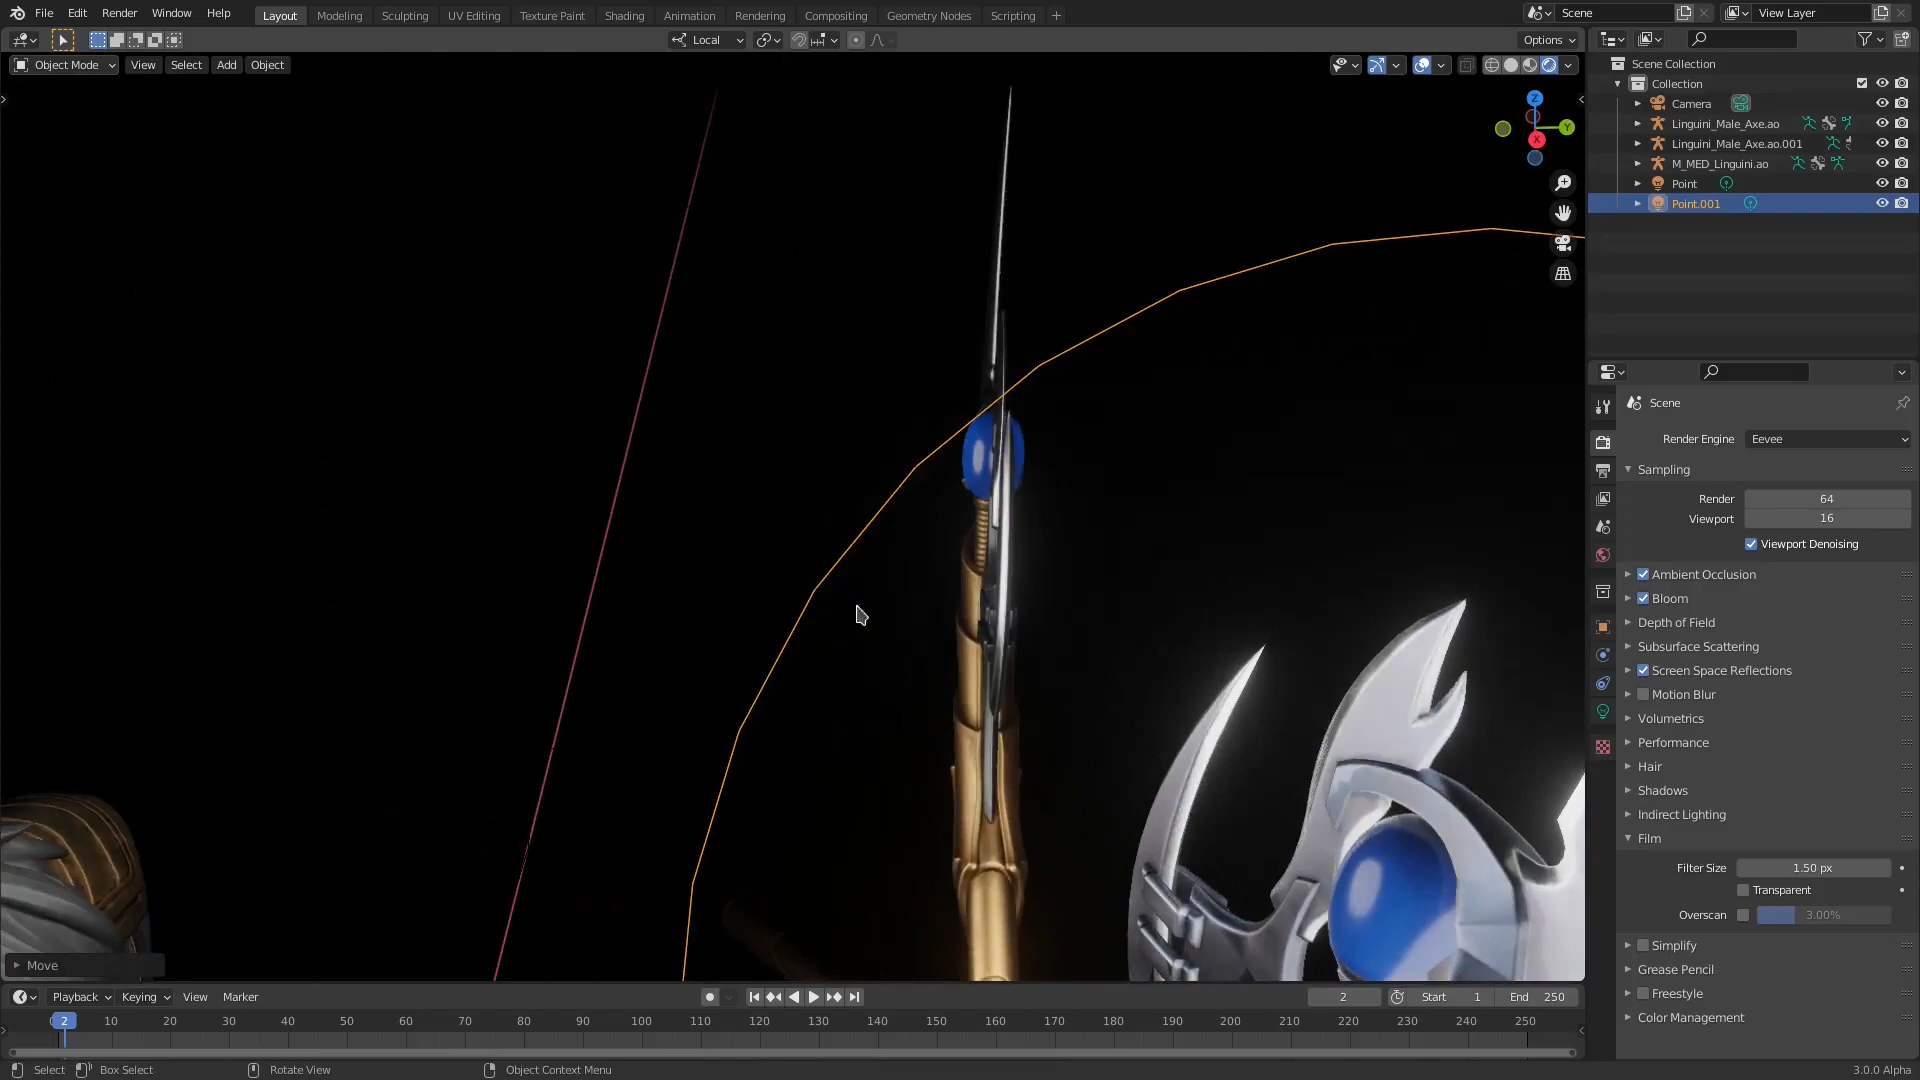 File Edit Render Window Help Layout Modeling Sculpting UV Editing Texture Paint Shading Animation Rendering Compositing Geometry Nodes Scripting + Scene View Layer
Local Options
Object Mode View Select Add Object
Scene Collection
Collection
Camera
Linguini_Male_Axe.ao
Linguini_Male_Axe.ao.001
M_MED_Linguini.ao
Point
Point.001
Z
Y
X
Scene
Render Engine Eevee
Sampling
Render 64
Viewport 16
Viewport Denoising
Ambient Occlusion
Bloom
Depth of Field
Subsurface Scattering
Screen Space Reflections
Motion Blur
Volumetrics
Performance
Hair
Shadows
Indirect Lighting
Film
Filter Size 1.50 px
Transparent
Overscan 3.00%
Simplify
Grease Pencil
Freestyle
Color Management
Move
Playback Keying View Marker 2 Start 1 End 250
2 10 20 30 40 50 60 70 80 90 100 110 120 130 140 150 160 170 180 190 200 210 220 230 240 250
Select Box Select Rotate View Object Context Menu 3.0.0 Alpha